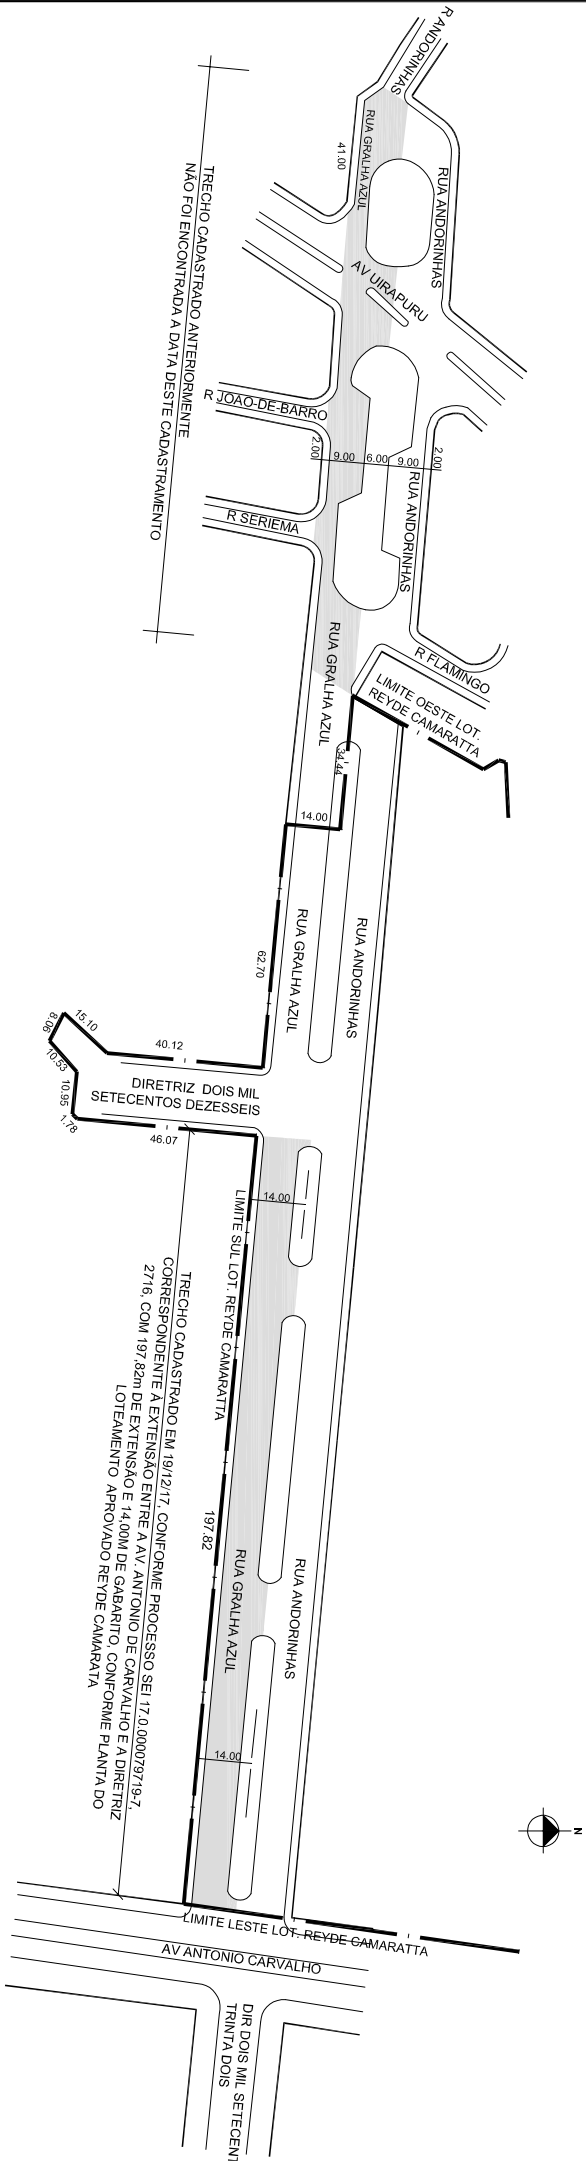 R ANDORINHAS
RUA GRALHA AZUL
41.00
RUA ANDORINHAS
TRECHO CADASTRADO ANTERIORMENTE
NÃO FOI ENCONTRADA A DATA DESTE CADASTRAMENTO
AV UIRAPURU
R JOÃO-DE-BARRO
2.00
9.00
6.00
9.00
2.00
RUA ANDORINHAS
R SERIEMA
RUA GRALHA AZUL
R FLAMINGO
LIMITE OESTE LOT.
REYDE CAMARATTA
34.44
14.00
RUA GRALHA AZUL
RUA ANDORINHAS
62.70
15.10
8.06
10.53
10.95
1.78
40.12
DIRETRIZ DOIS MIL
SETECENTOS DEZESSEIS
46.07
14.00
LIMITE SUL LOT. REYDE CAMARATTA
TRECHO CADASTRADO EM 19/12/17, CONFORME PROCESSO SEI 17.0.000079719-7,
CORRESPONDENTE À EXTENSÃO ENTRE A AV. ANTONIO DE CARVALHO E A DIRETRIZ
2716, COM 197,82m DE EXTENSÃO E 14,00M DE GABARITO, CONFORME PLANTA DO
LOTEAMENTO APROVADO REYDE CAMARATA
197.82
RUA GRALHA AZUL
RUA ANDORINHAS
14.00
N
LIMITE LESTE LOT. REYDE CAMARATTA
AV ANTONIO CARVALHO
DIR DOIS MIL SETECENT
TRINTA DOIS